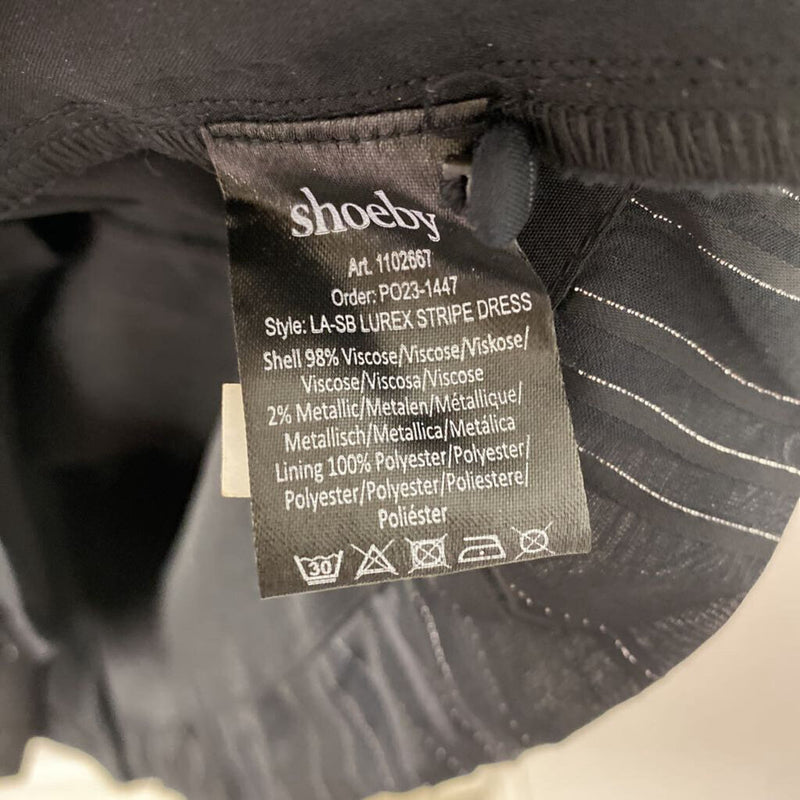 shoeby
Art. 1102667
Order: PO23-1447
Style: LA-SB LUREX STRIPE DRESS
Shell 98% Viscose/Viscose/Viskose/
Viscose/Viscosa/Viscose
2% Metallic/Metalen/Métallique/
Metallisch/Metallica/Metálica
Lining 100% Polyester/Polyester/
Polyester/Polyester/Poliestere/
Poliéster
30